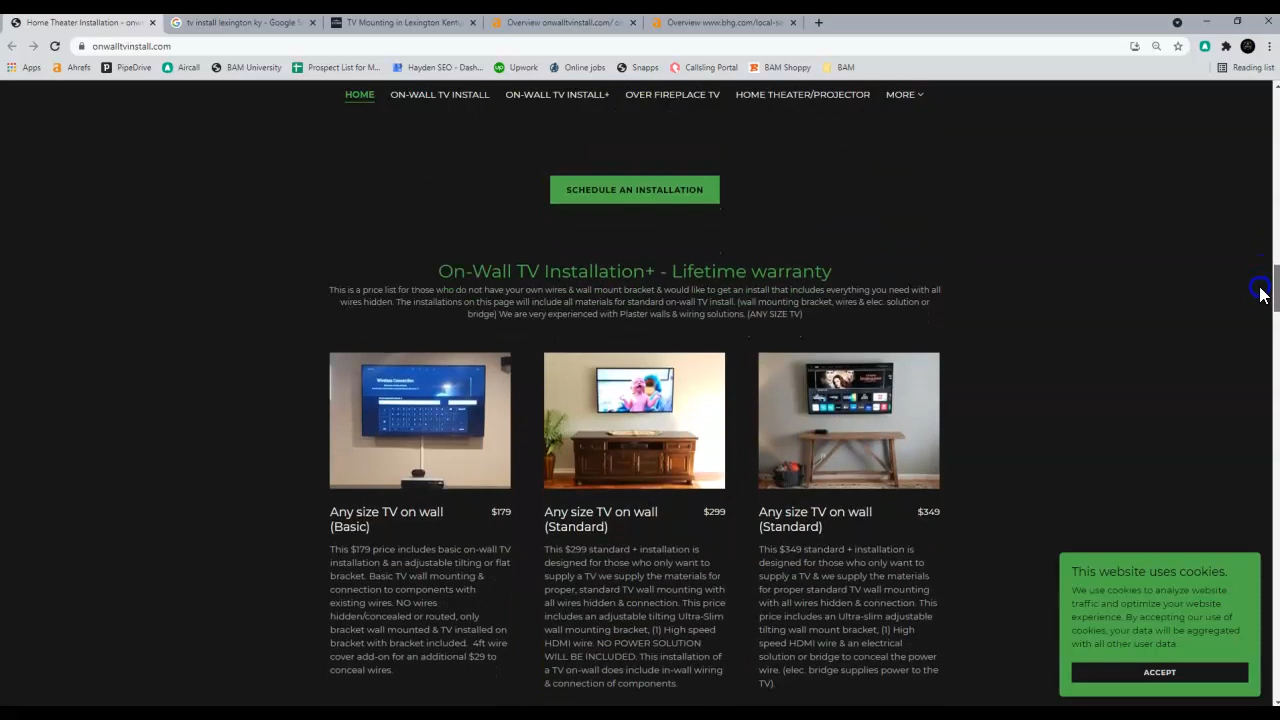 Home Theater Installation - onw
tv install lexington ky - Google S
TV Mounting in Lexington Kentu
Overview onwalltvinstall.com/ on
Overview www.bhg.com/local-se
onwalltvinstall.com
Apps
Ahrefs
PipeDrive
Aircall
BAM University
Prospect List for M...
Hayden SEO - Dash...
Upwork
Online jobs
Snapps
CallSling Portal
BAM Shoppy
BAM
Reading list
HOME
ON-WALL TV INSTALL
ON-WALL TV INSTALL+
OVER FIREPLACE TV
HOME THEATER/PROJECTOR
MORE
SCHEDULE AN INSTALLATION
On-Wall TV Installation+ - Lifetime warranty
This is a price list for those who do not have your own wires & wall mount bracket & would like to get an install that includes everything you need with all
wires hidden. The installations on this page will include all materials for standard on-wall TV install. (wall mounting bracket, wires & elec. solution or
bridge) We are very experienced with Plaster walls & wiring solutions. (ANY SIZE TV)
Any size TV on wall
(Basic)
$179
This $179 price includes basic on-wall TV
installation & an adjustable tilting or flat
bracket. Basic TV wall mounting &
connection to components with
existing wires. NO wires
hidden/concealed or routed, only
bracket wall mounted & TV installed on
bracket with bracket included. 4ft wire
cover add-on for an additional $29 to
conceal wires.
Any size TV on wall
(Standard)
$299
This $299 standard + installation is
designed for those who only want to
supply a TV we supply the materials for
proper, standard TV wall mounting with
all wires hidden & connection. This price
includes an adjustable tilting Ultra-Slim
wall mounting bracket, (1) High speed
HDMI wire. NO POWER SOLUTION
WILL BE INCLUDED. This installation of
a TV on-wall does include in-wall wiring
& connection of components.
Any size TV on wall
(Standard)
$349
This $349 standard + installation is
designed for those who only want to
supply a TV & we supply the materials
for proper standard TV wall mounting
with all wires hidden & connection. This
price includes an Ultra-slim adjustable
tilting wall mount bracket, (1) High
speed HDMI wire & an electrical
solution or bridge to conceal the power
wire. (elec. bridge supplies power to the
TV).
This website uses cookies.
We use cookies to analyze website
traffic and optimize your website
experience. By accepting our use of
cookies, your data will be aggregated
with all other user data.
ACCEPT